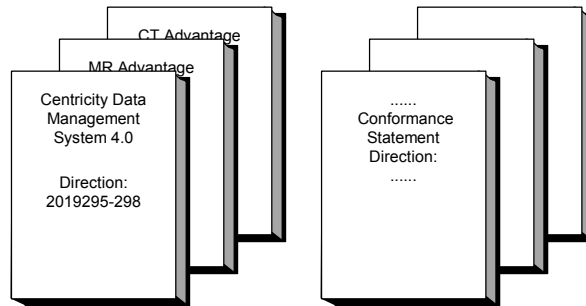 CT Advantage
MR Advantage
Centricity Data
Management
System 4.0
Direction:
2019295-298
......
Conformance
Statement
Direction:
......